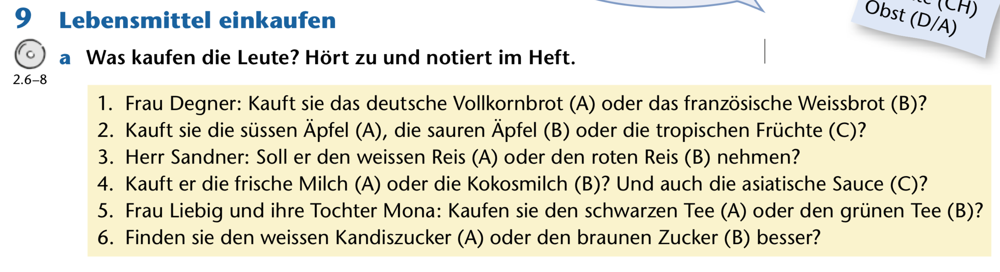 (CH)
Obst (D/A)
9 Lebensmittel einkaufen
a Was kaufen die Leute? Hört zu und notiert im Heft.
2.6–8
1. Frau Degner: Kauft sie das deutsche Vollkornbrot (A) oder das französische Weissbrot (B)?
2. Kauft sie die süssen Äpfel (A), die sauren Äpfel (B) oder die tropischen Früchte (C)?
3. Herr Sandner: Soll er den weissen Reis (A) oder den roten Reis (B) nehmen?
4. Kauft er die frische Milch (A) oder die Kokosmilch (B)? Und auch die asiatische Sauce (C)?
5. Frau Liebig und ihre Tochter Mona: Kaufen sie den schwarzen Tee (A) oder den grünen Tee (B)?
6. Finden sie den weissen Kandiszucker (A) oder den braunen Zucker (B) besser?